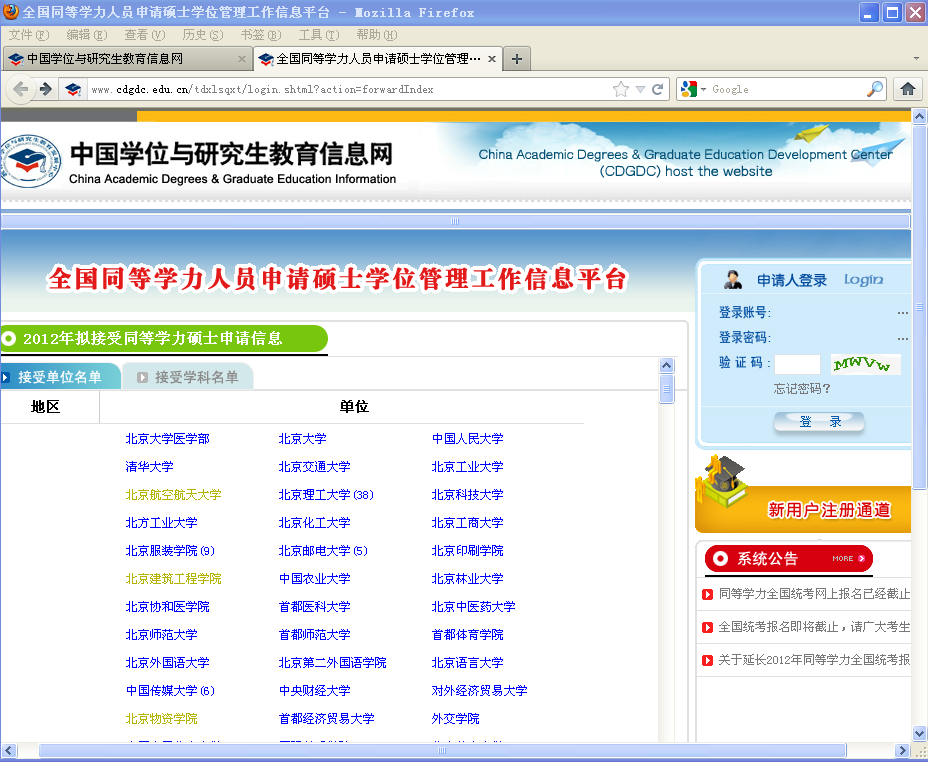 全国同等学力人员申请硕士学位管理工作信息平台 - Mozilla Firefox
文件(F) 编辑(E) 查看(V) 历史(S) 书签(B) 工具(T) 帮助(H)
中国学位与研究生教育信息网 × 全国同等学力人员申请硕士学位管理… × +
www.cdgdc.edu.cn/tdxlsqxt/login.shtml?action=forwardIndex Google
中国学位与研究生教育信息网
China Academic Degrees & Graduate Education Information
China Academic Degrees & Graduate Education Development Center
(CDGDC) host the website
全国同等学力人员申请硕士学位管理工作信息平台
申请人登录 Login
登录账号:
登录密码:
验 证 码 : MWVw
忘记密码?
登 录
2012年拟接受同等学力硕士申请信息
接受单位名单 接受学科名单
地区 单位
北京大学医学部 北京大学 中国人民大学
清华大学 北京交通大学 北京工业大学
北京航空航天大学 北京理工大学(38) 北京科技大学
北方工业大学 北京化工大学 北京工商大学
北京服装学院(9) 北京邮电大学(5) 北京印刷学院
北京建筑工程学院 中国农业大学 北京林业大学
北京协和医学院 首都医科大学 北京中医药大学
北京师范大学 首都师范大学 首都体育学院
北京外国语大学 北京第二外国语学院 北京语言大学
中国传媒大学(6) 中央财经大学 对外经济贸易大学
北京物资学院 首都经济贸易大学 外交学院
新用户注册通道
系统公告 MORE
同等学力全国统考网上报名已经截止
全国统考报名即将截止，请广大考生
关于延长2012年同等学力全国统考报